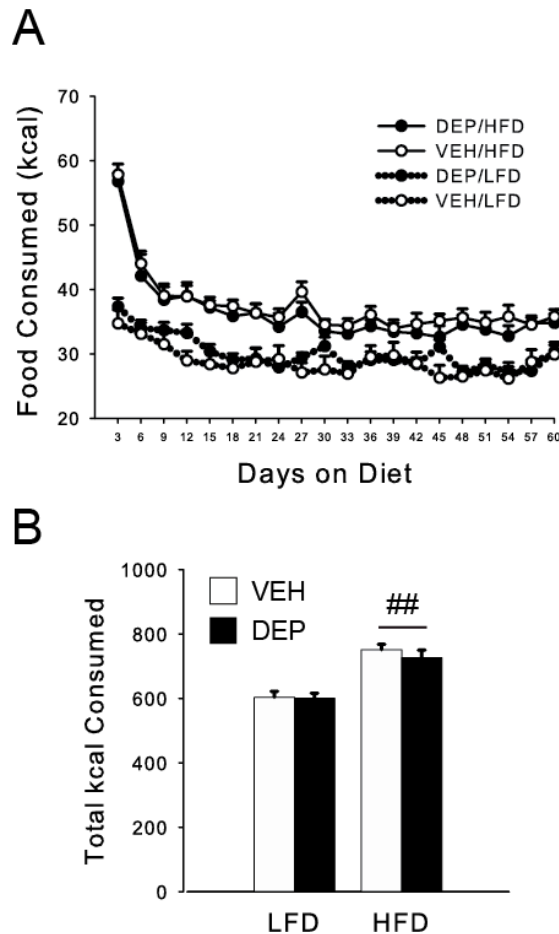 A
70
60
50
40
30
20
Food Consumed (kcal)
DEP/HFD
VEH/HFD
DEP/LFD
VEH/LFD
3 6 9 12 15 18 21 24 27 30 33 36 39 42 45 48 51 54 57 60
Days on Diet
B
1000
800
600
400
200
0
Total kcal Consumed
VEH
DEP
##
LFD HFD